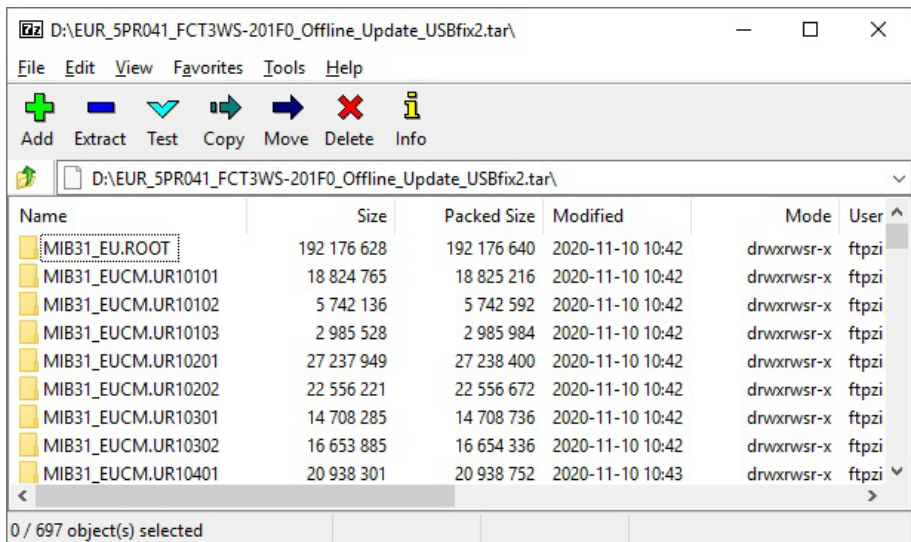 D:\EUR_5PR041_FCT3WS-201F0_Offline_Update_USBfix2.tar\
File Edit View Favorites Tools Help
Add Extract Test Copy Move Delete Info
D:\EUR_5PR041_FCT3WS-201F0_Offline_Update_USBfix2.tar\
Name Size Packed Size Modified Mode User
MIB31_EU.ROOT 192 176 628 192 176 640 2020-11-10 10:42 drwxrwsr-x ftpzi
MIB31_EUCM.UR10101 18 824 765 18 825 216 2020-11-10 10:42 drwxrwsr-x ftpzi
MIB31_EUCM.UR10102 5 742 136 5 742 592 2020-11-10 10:42 drwxrwsr-x ftpzi
MIB31_EUCM.UR10103 2 985 528 2 985 984 2020-11-10 10:42 drwxrwsr-x ftpzi
MIB31_EUCM.UR10201 27 237 949 27 238 400 2020-11-10 10:42 drwxrwsr-x ftpzi
MIB31_EUCM.UR10202 22 556 221 22 556 672 2020-11-10 10:42 drwxrwsr-x ftpzi
MIB31_EUCM.UR10301 14 708 285 14 708 736 2020-11-10 10:42 drwxrwsr-x ftpzi
MIB31_EUCM.UR10302 16 653 885 16 654 336 2020-11-10 10:42 drwxrwsr-x ftpzi
MIB31_EUCM.UR10401 20 938 301 20 938 752 2020-11-10 10:43 drwxrwsr-x ftpzi
0 / 697 object(s) selected